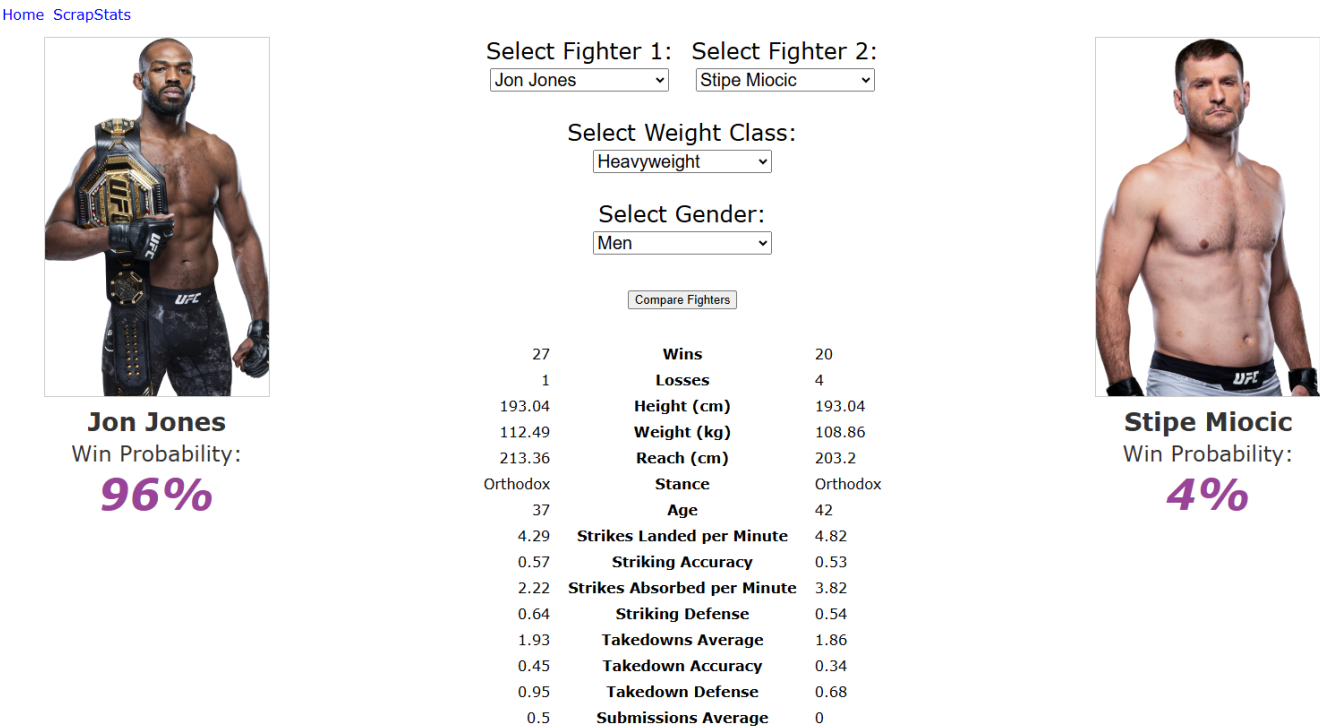 Home ScrapStats
Select Fighter 1: Select Fighter 2:
Jon Jones Stipe Miocic
Select Weight Class:
Heavyweight
Select Gender:
Men
Compare Fighters
UFC
UFC
UFC
UFC
Jon Jones
Win Probability:
96%
27 Wins 20
1 Losses 4
193.04 Height (cm) 193.04
112.49 Weight (kg) 108.86
213.36 Reach (cm) 203.2
Orthodox Stance Orthodox
37 Age 42
4.29 Strikes Landed per Minute 4.82
0.57 Striking Accuracy 0.53
2.22 Strikes Absorbed per Minute 3.82
0.64 Striking Defense 0.54
1.93 Takedowns Average 1.86
0.45 Takedown Accuracy 0.34
0.95 Takedown Defense 0.68
0.5 Submissions Average 0
Stipe Miocic
Win Probability:
4%